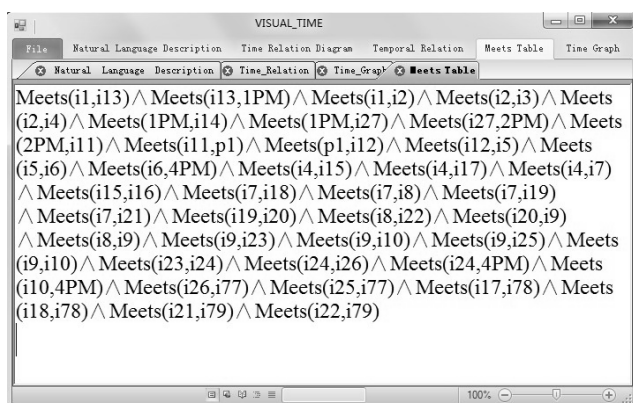 VISUAL_TIME
File Natural Language Description Time Relation Diagram Temporal Relation Meets Table Time Graph
Natural Language Description Time_Relation Time_Grap Meets Table
Meets(i1,i13)∧Meets(i13,1PM)∧Meets(i1,i2)∧Meets(i2,i3)∧Meets
(i2,i4)∧Meets(1PM,i14)∧Meets(1PM,i27)∧Meets(i27,2PM)∧Meets
(2PM,i11)∧Meets(i11,p1)∧Meets(p1,i12)∧Meets(i12,i5)∧Meets
(i5,i6)∧Meets(i6,4PM)∧Meets(i4,i15)∧Meets(i4,i17)∧Meets(i4,i7)
∧Meets(i15,i16)∧Meets(i7,i18)∧Meets(i7,i8)∧Meets(i7,i19)
∧Meets(i7,i21)∧Meets(i19,i20)∧Meets(i8,i22)∧Meets(i20,i9)
∧Meets(i8,i9)∧Meets(i9,i23)∧Meets(i9,i10)∧Meets(i9,i25)∧Meets
(i9,i10)∧Meets(i23,i24)∧Meets(i24,i26)∧Meets(i24,4PM)∧Meets
(i10,4PM)∧Meets(i26,i77)∧Meets(i25,i77)∧Meets(i17,i78)∧Meets
(i18,i78)∧Meets(i21,i79)∧Meets(i22,i79)
100%